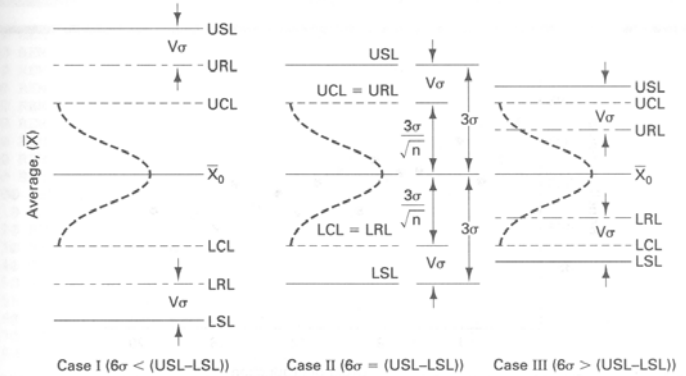 Average, (X̄)
USL
Vσ
URL
UCL
X̄₀
LCL
LRL
Vσ
LSL
Case I (6σ < (USL–LSL))
USL
Vσ
UCL = URL
3σ
3σ
√n
3σ
√n
LCL = LRL
3σ
Vσ
LSL
Case II (6σ = (USL–LSL))
USL
UCL
Vσ
URL
X̄₀
LRL
Vσ
LCL
LSL
Case III (6σ > (USL–LSL))